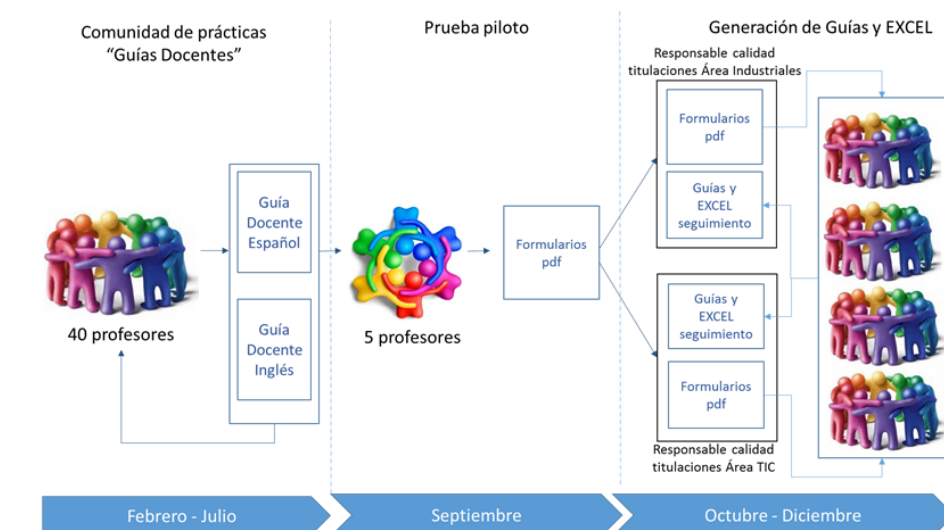 Comunidad de prácticas
“Guías Docentes”
Guía
Docente
Español
Guía
Docente
Inglés
40 profesores
Prueba piloto
5 profesores
Formularios
pdf
Generación de Guías y EXCEL
Responsable calidad
titulaciones Área Industriales
Formularios
pdf
Guías y
EXCEL
seguimiento
Guías y
EXCEL
seguimiento
Formularios
pdf
Responsable calidad
titulaciones Área TIC
Febrero - Julio
Septiembre
Octubre - Diciembre